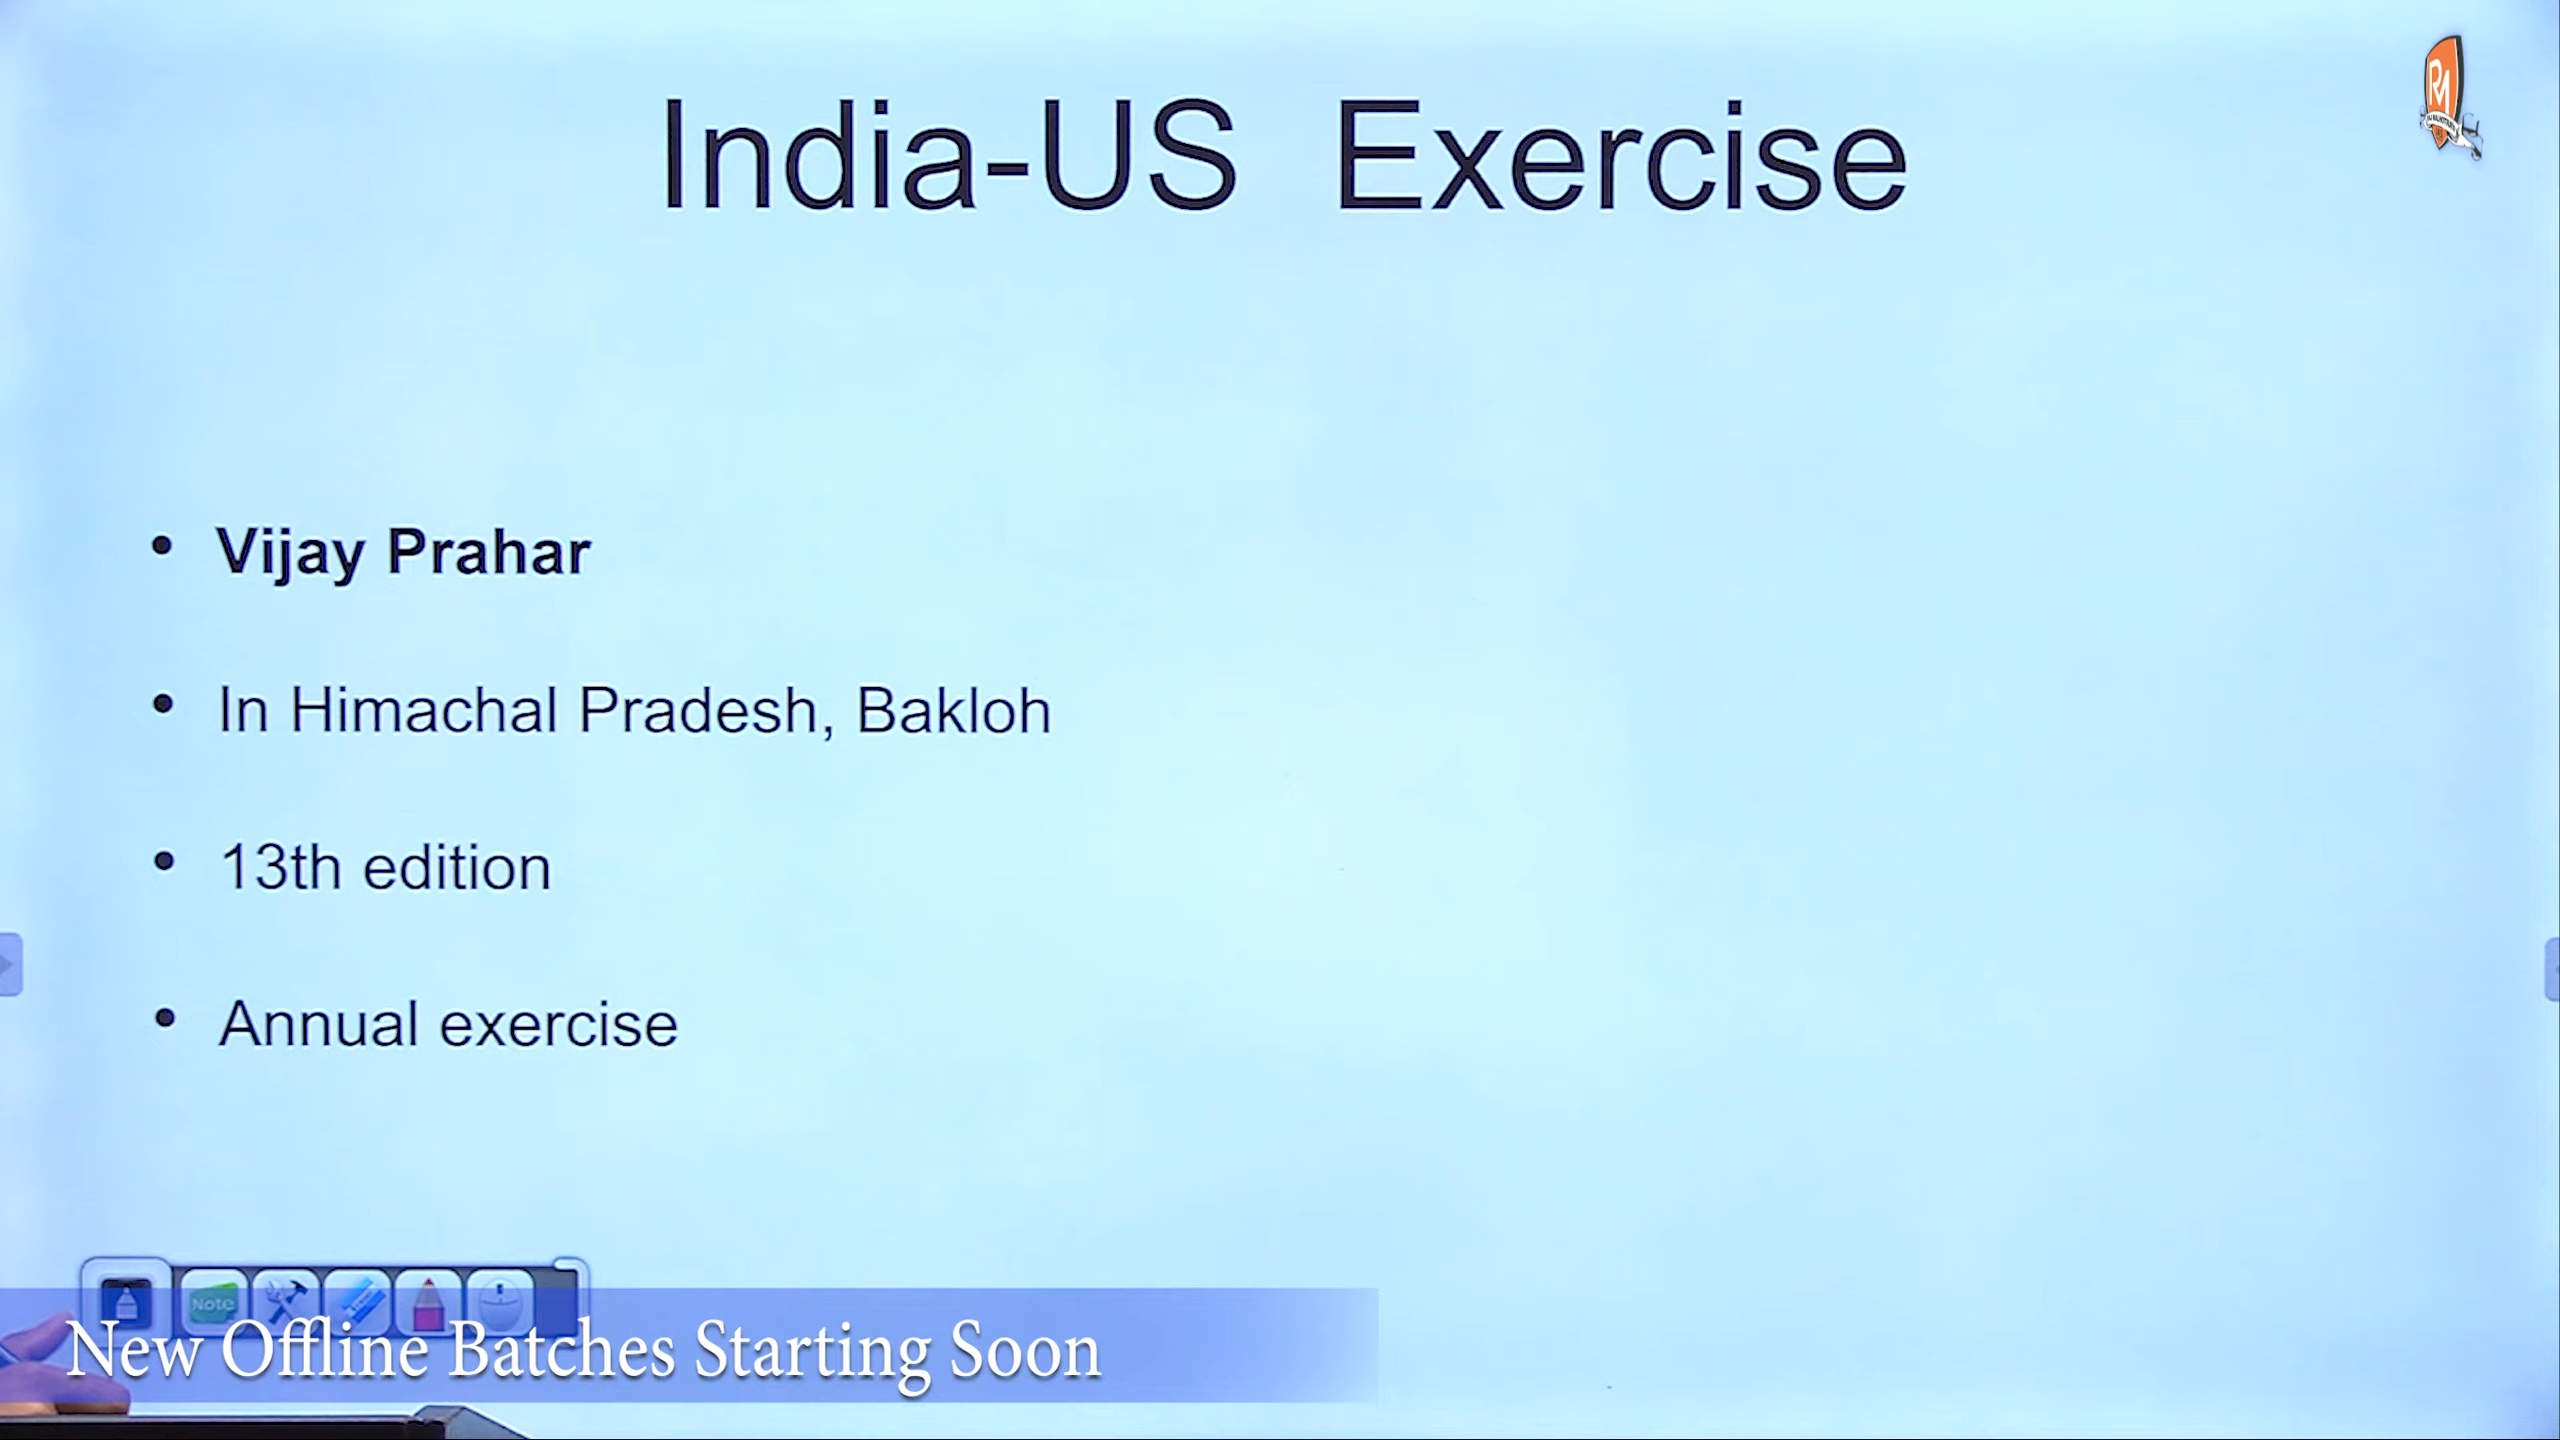 India-US Exercise
• Vijay Prahar
• In Himachal Pradesh, Bakloh
• 13th edition
• Annual exercise
Note
New Offline Batches Starting Soon
RM